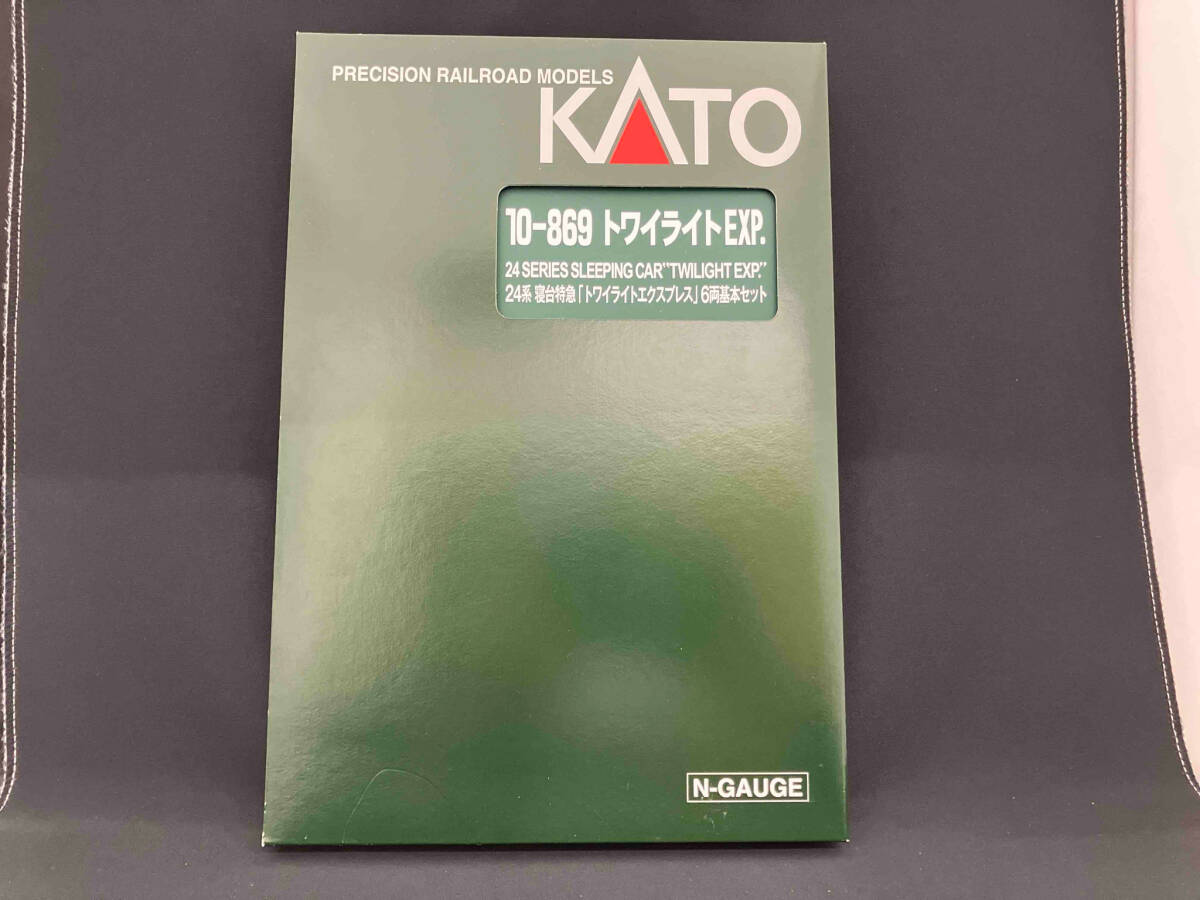 PRECISION RAILROAD MODELS
KATO
10-869 トワイライトEXP.
24 SERIES SLEEPING CAR"TWILIGHT EXP."
24系 寝台特急「トワイライトエクスプレス」6両基本セット
N-GAUGE